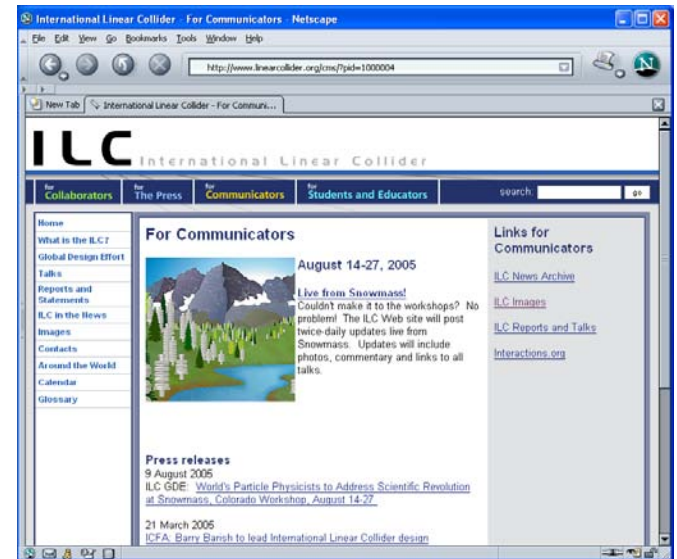 International Linear Collider - For Communicators - Netscape
File Edit View Go Bookmarks Tools Window Help
http://www.linearcollider.org/cms/?pid=1000004
New Tab
International Linear Collider - For Communi...
ILC
International Linear Collider
for Collaborators
for The Press
for Communicators
for Students and Educators
search:
go
Home
What is the ILC?
Global Design Effort
Talks
Reports and
Statements
ILC in the News
Images
Contacts
Around the World
Calendar
Glossary
For Communicators
August 14-27, 2005
Live from Snowmass!
Couldn't make it to the workshops? No
problem! The ILC Web site will post
twice-daily updates live from
Snowmass. Updates will include
photos, commentary and links to all
talks.
Press releases
9 August 2005
ILC GDE: World's Particle Physicists to Address Scientific Revolution
at Snowmass, Colorado Workshop, August 14-27
21 March 2005
ICFA: Barry Barish to lead International Linear Collider design
Links for
Communicators
ILC News Archive
ILC Images
ILC Reports and Talks
Interactions.org